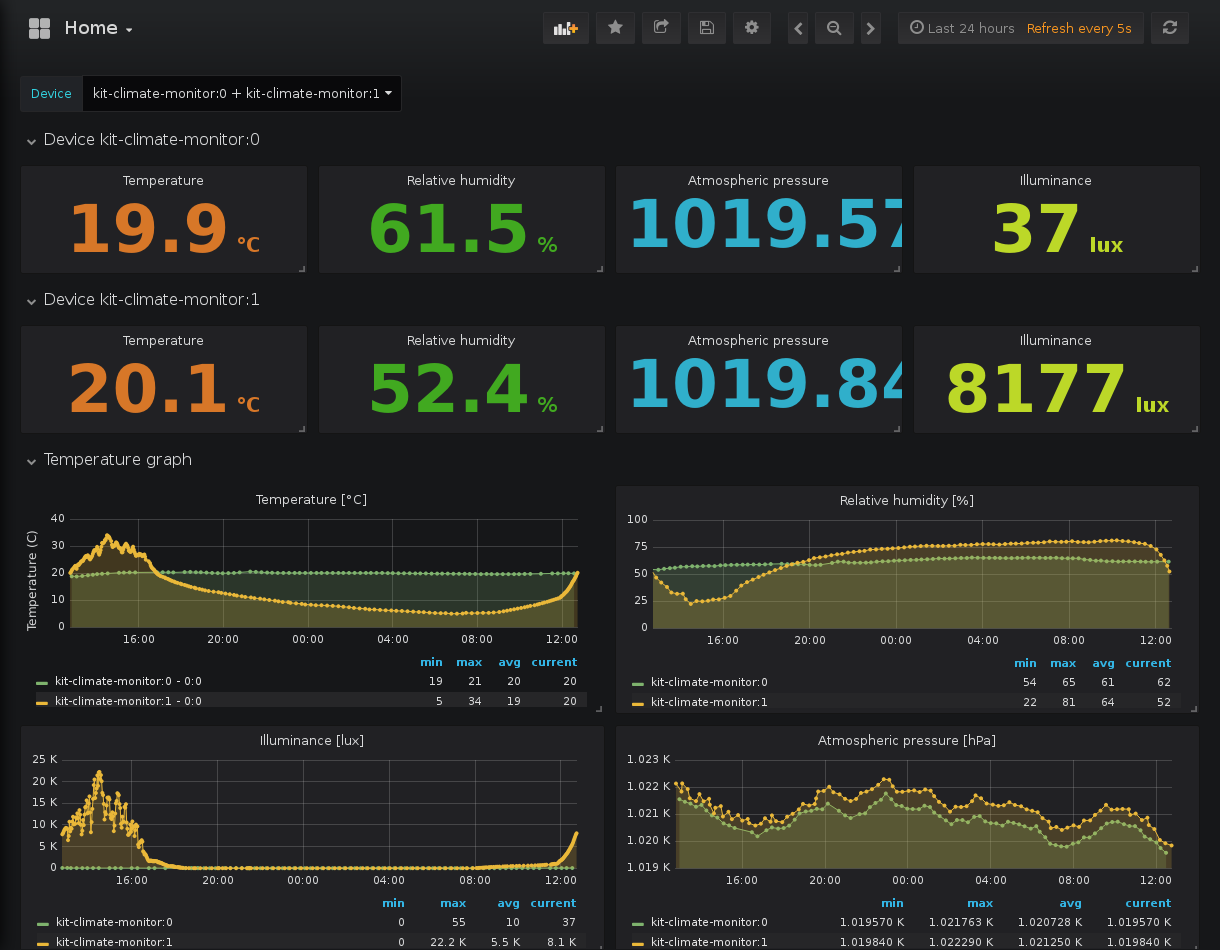 Home
Last 24 hours Refresh every 5s
Device kit-climate-monitor:0 + kit-climate-monitor:1
Device kit-climate-monitor:0
Temperature Relative humidity Atmospheric pressure Illuminance
19.9 °C 61.5 % 1019.57 37 lux
Device kit-climate-monitor:1
Temperature Relative humidity Atmospheric pressure Illuminance
20.1 °C 52.4 % 1019.84 8177 lux
Temperature graph
Temperature [°C]
Temperature (C)
40
30
20
10
0
16:00 20:00 00:00 04:00 08:00 12:00
min max avg current
kit-climate-monitor:0 - 0:0 19 21 20 20
kit-climate-monitor:1 - 0:0 5 34 19 20
Relative humidity [%]
100
75
50
25
0
16:00 20:00 00:00 04:00 08:00 12:00
min max avg current
kit-climate-monitor:0 54 65 61 62
kit-climate-monitor:1 22 81 64 52
Illuminance [lux]
25 K
20 K
15 K
10 K
5 K
0
16:00 20:00 00:00 04:00 08:00 12:00
min max avg current
kit-climate-monitor:0 0 55 10 37
kit-climate-monitor:1 0 22.2 K 5.5 K 8.1 K
Atmospheric pressure [hPa]
1.023 K
1.022 K
1.021 K
1.020 K
1.019 K
16:00 20:00 00:00 04:00 08:00 12:00
min max avg current
kit-climate-monitor:0 1.019570 K 1.021763 K 1.020728 K 1.019570 K
kit-climate-monitor:1 1.019840 K 1.022290 K 1.021250 K 1.019840 K